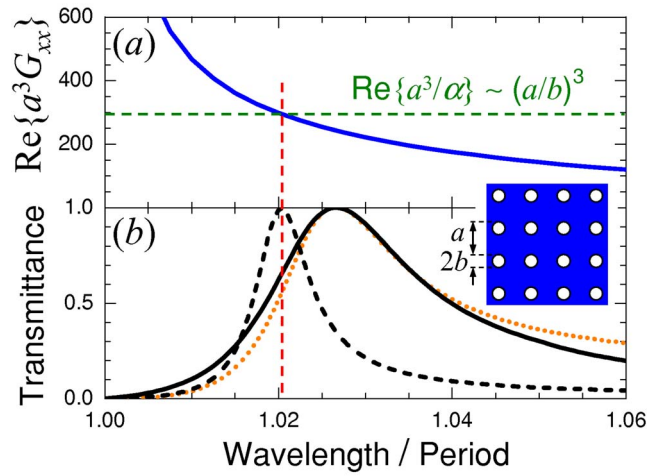 600
(a)
400
Re{a³/α} ~ (a/b)³
200
Re{a³Gₓₓ}
1.0
(b)
a
2b
0.5
0.0
Transmittance
1.00 1.02 1.04 1.06
Wavelength / Period